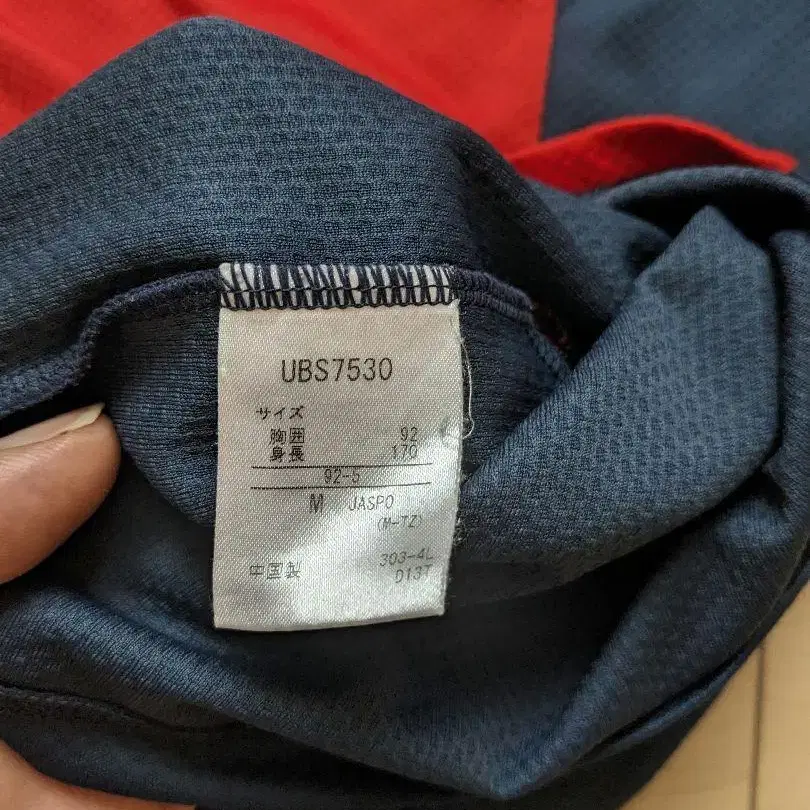 UBS7530
サイズ
胸囲 92
身長 170
92-5
M JASPO
(M-TZ)
303-4L
中国製 D13T